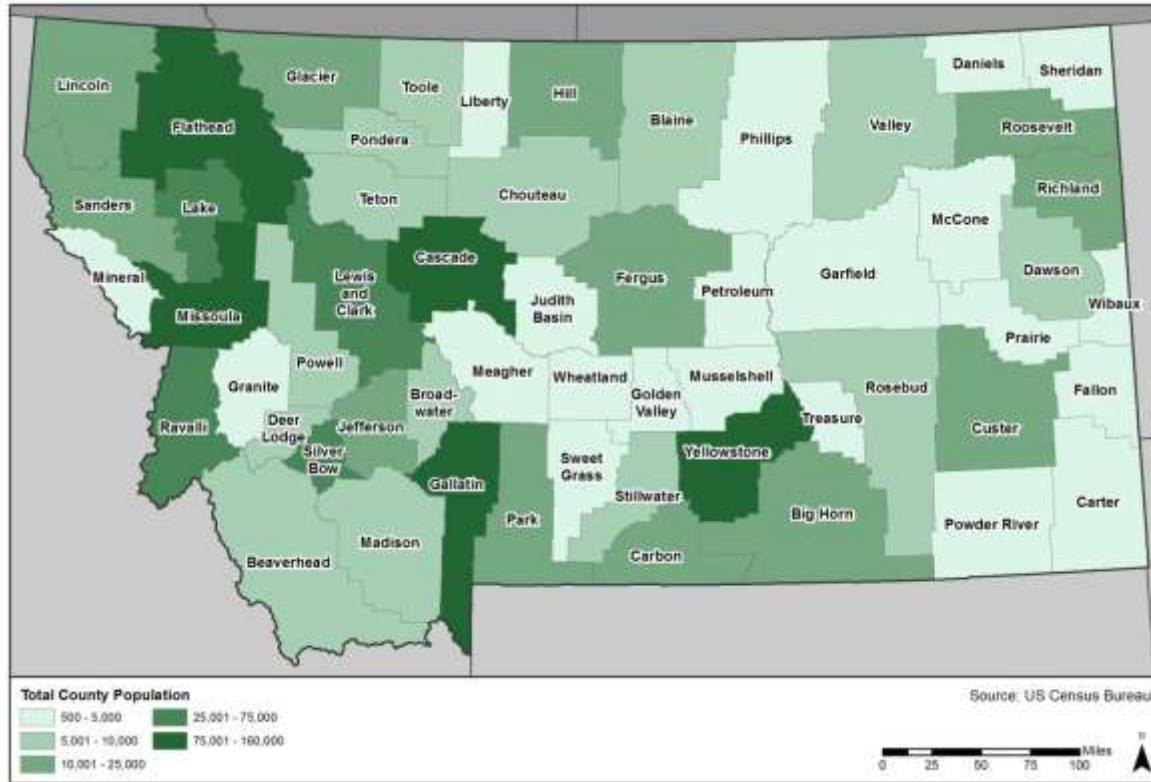 Lincoln
Flathead
Glacier
Toole
Liberty
Hill
Blaine
Phillips
Valley
Daniels
Sheridan
Roosevelt
Richland
Pondera
Teton
Chouteau
Sanders
Lake
Mineral
Missoula
Lewis
and
Clark
Cascade
Judith
Basin
Fergus
Petroleum
Garfield
McCone
Dawson
Wibaux
Prairie
Fallon
Powell
Granite
Deer
Lodge
Ravalli
Silver
Bow
Jefferson
Broad-
water
Meagher
Wheatland
Golden
Valley
Musselshell
Treasure
Rosebud
Custer
Gallatin
Park
Sweet
Grass
Stillwater
Yellowstone
Big Horn
Carbon
Powder River
Carter
Madison
Beaverhead
Total County Population
500 - 5,000
5,001 - 10,000
10,001 - 25,000
25,001 - 75,000
75,001 - 160,000
Source: US Census Bureau
Miles
0 25 50 75 100
N